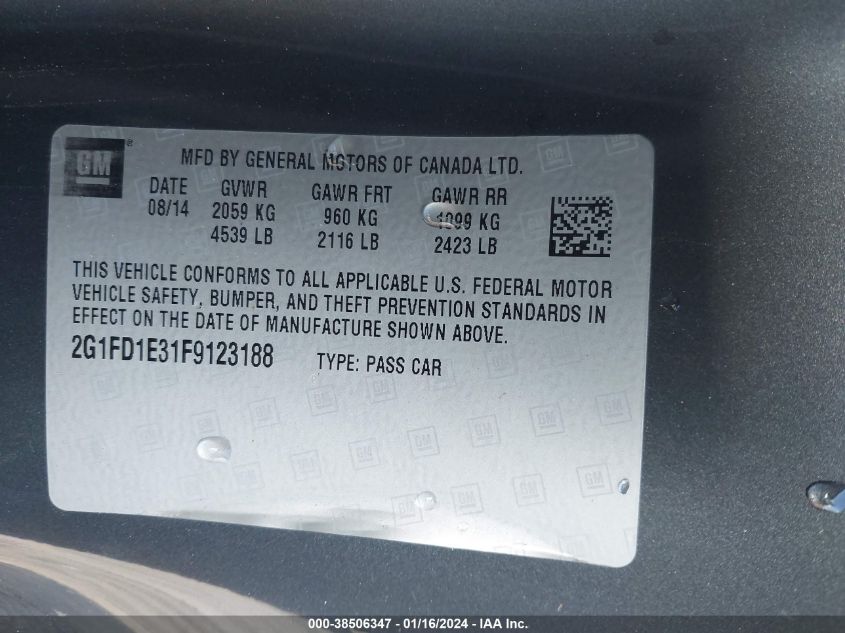 GM ®
MFD BY GENERAL MOTORS OF CANADA LTD.
DATE GVWR GAWR FRT GAWR RR
08/14 2059 KG 960 KG 1099 KG
4539 LB 2116 LB 2423 LB
THIS VEHICLE CONFORMS TO ALL APPLICABLE U.S. FEDERAL MOTOR
VEHICLE SAFETY, BUMPER, AND THEFT PREVENTION STANDARDS IN
EFFECT ON THE DATE OF MANUFACTURE SHOWN ABOVE.
2G1FD1E31F9123188 TYPE: PASS CAR
000-38506347 - 01/16/2024 - IAA Inc.